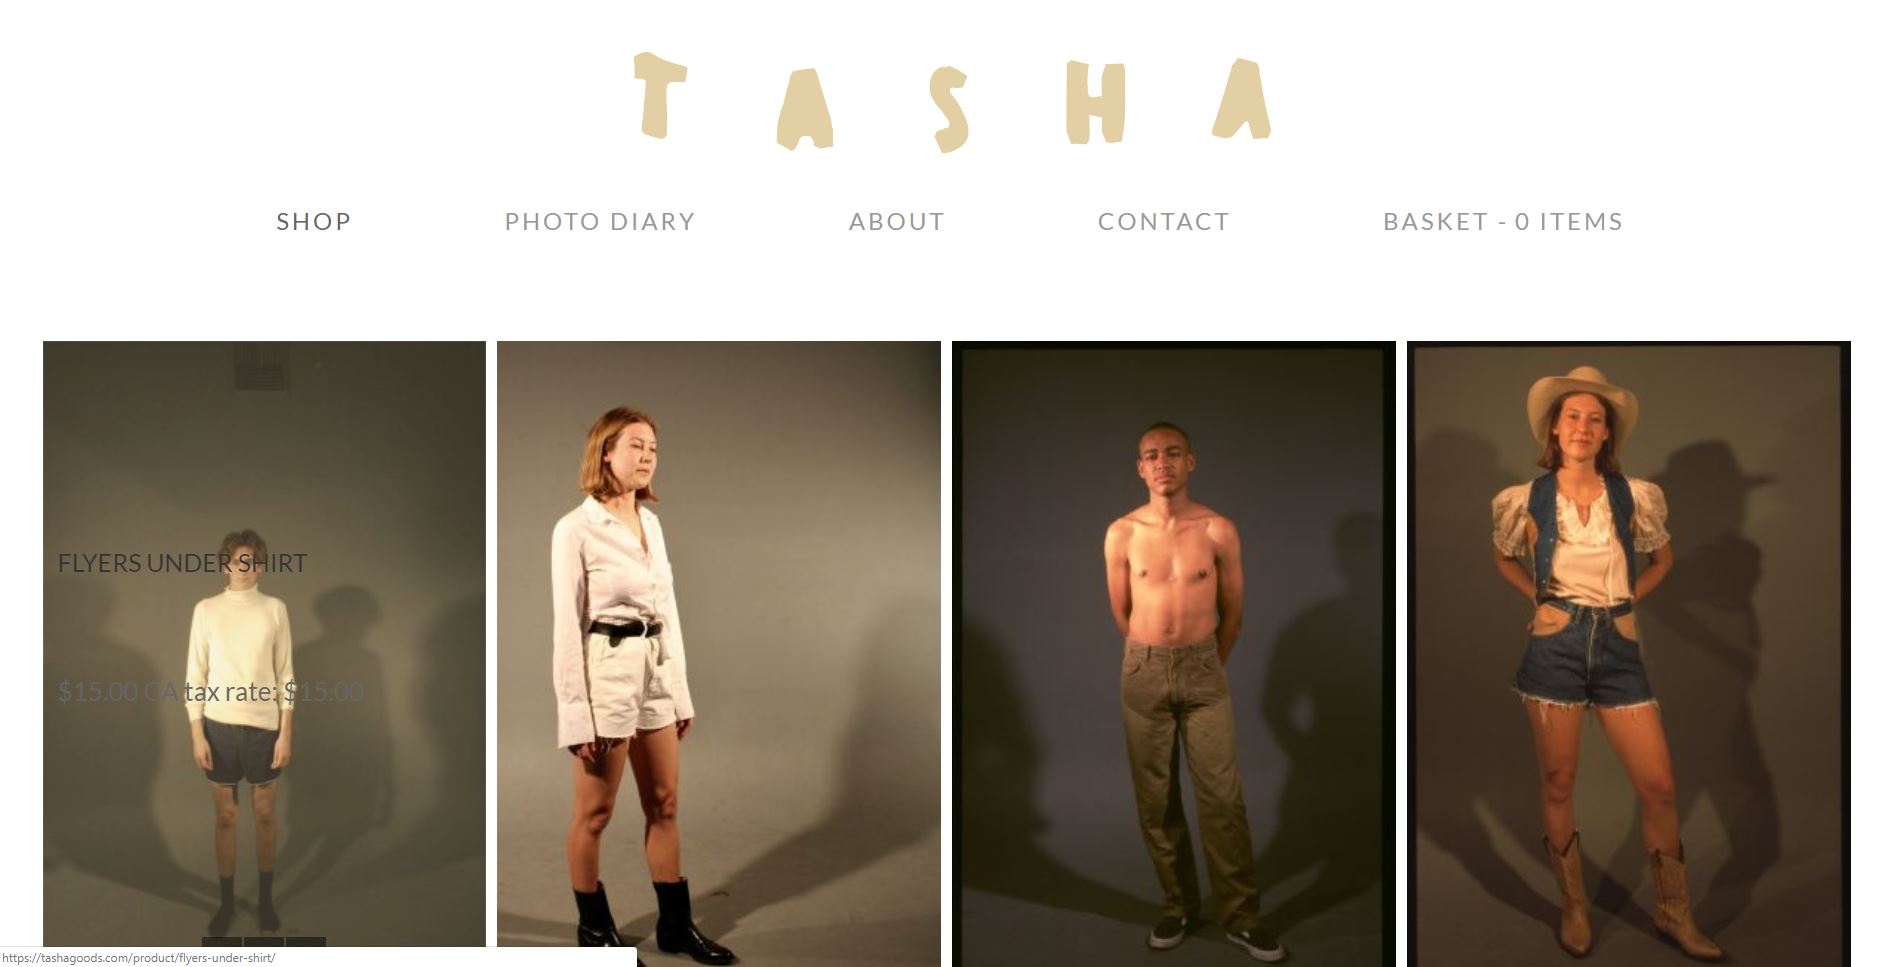 TASHA
SHOP
PHOTO DIARY
ABOUT
CONTACT
BASKET - 0 ITEMS
FLYERS UNDER SHIRT
$15.00 CA tax rate: $15.00
https://tashagoods.com/product/flyers-under-shirt/